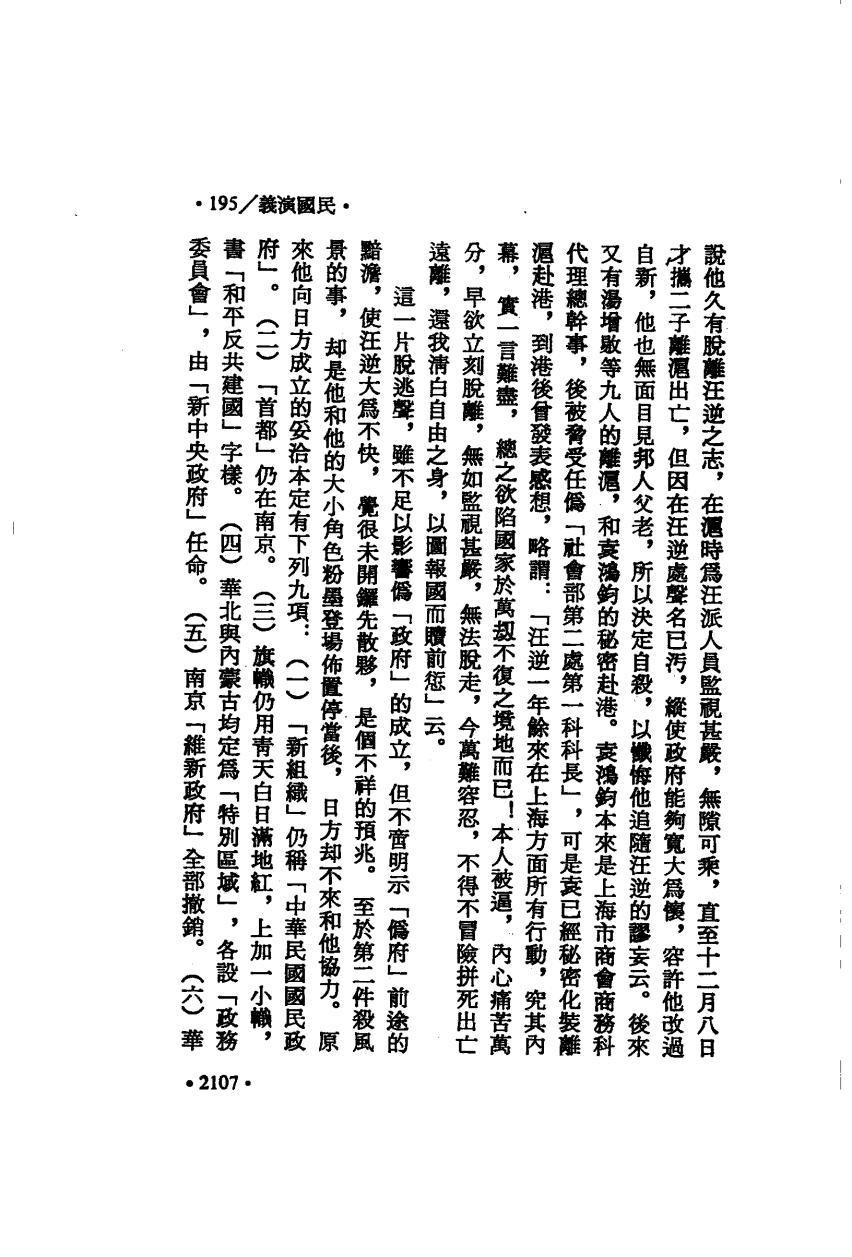 •195／義演國民•
說他久有脫離汪逆之志，在滬時爲汪派人員監視甚嚴，無隙可乘，直至十二月八日
才攜二子離滬出亡，但因在汪逆處聲名已汚，縱使政府能夠寬大爲懷，容許他改過
自新，他也無面目見邦人父老，所以決定自殺，以懺悔他追隨汪逆的謬妄云。後來
又有湯增敭等九人的離滬，和袁鴻鈞的秘密赴港。袁鴻鈞本來是上海市商會商務科
代理總幹事，後被脅受任僞「社會部第二處第一科科長」，可是袁已經秘密化裝離
滬赴港，到港後曾發表感想，略謂：「汪逆一年餘來在上海方面所有行動，究其內
幕，實一言難盡，總之欲陷國家於萬刧不復之境地而已！本人被逼，內心痛苦萬
分，早欲立刻脫離，無如監視甚嚴，無法脫走，今萬難容忍，不得不冒險拼死出亡
遠離，還我淸白自由之身，以圖報國而贖前愆」云。
這一片脫逃聲，雖不足以影響僞「政府」的成立，但不啻明示「僞府」前途的
黯澹，使汪逆大爲不快，覺很未開鑼先散夥，是個不祥的預兆。至於第二件殺風
景的事，却是他和他的大小角色粉墨登場佈置停當後，日方却不來和他協力。原
來他向日方成立的妥洽本定有下列九項：（一）「新組織」仍稱「中華民國國民政
府」。（二）「首都」仍在南京。（三）旗幟仍用靑天白日滿地紅，上加一小幟，
書「和平反共建國」字樣。（四）華北與內蒙古均定爲「特別區域」，各設「政務
委員會」，由「新中央政府」任命。（五）南京「維新政府」全部撤銷。（六）華
•2107•